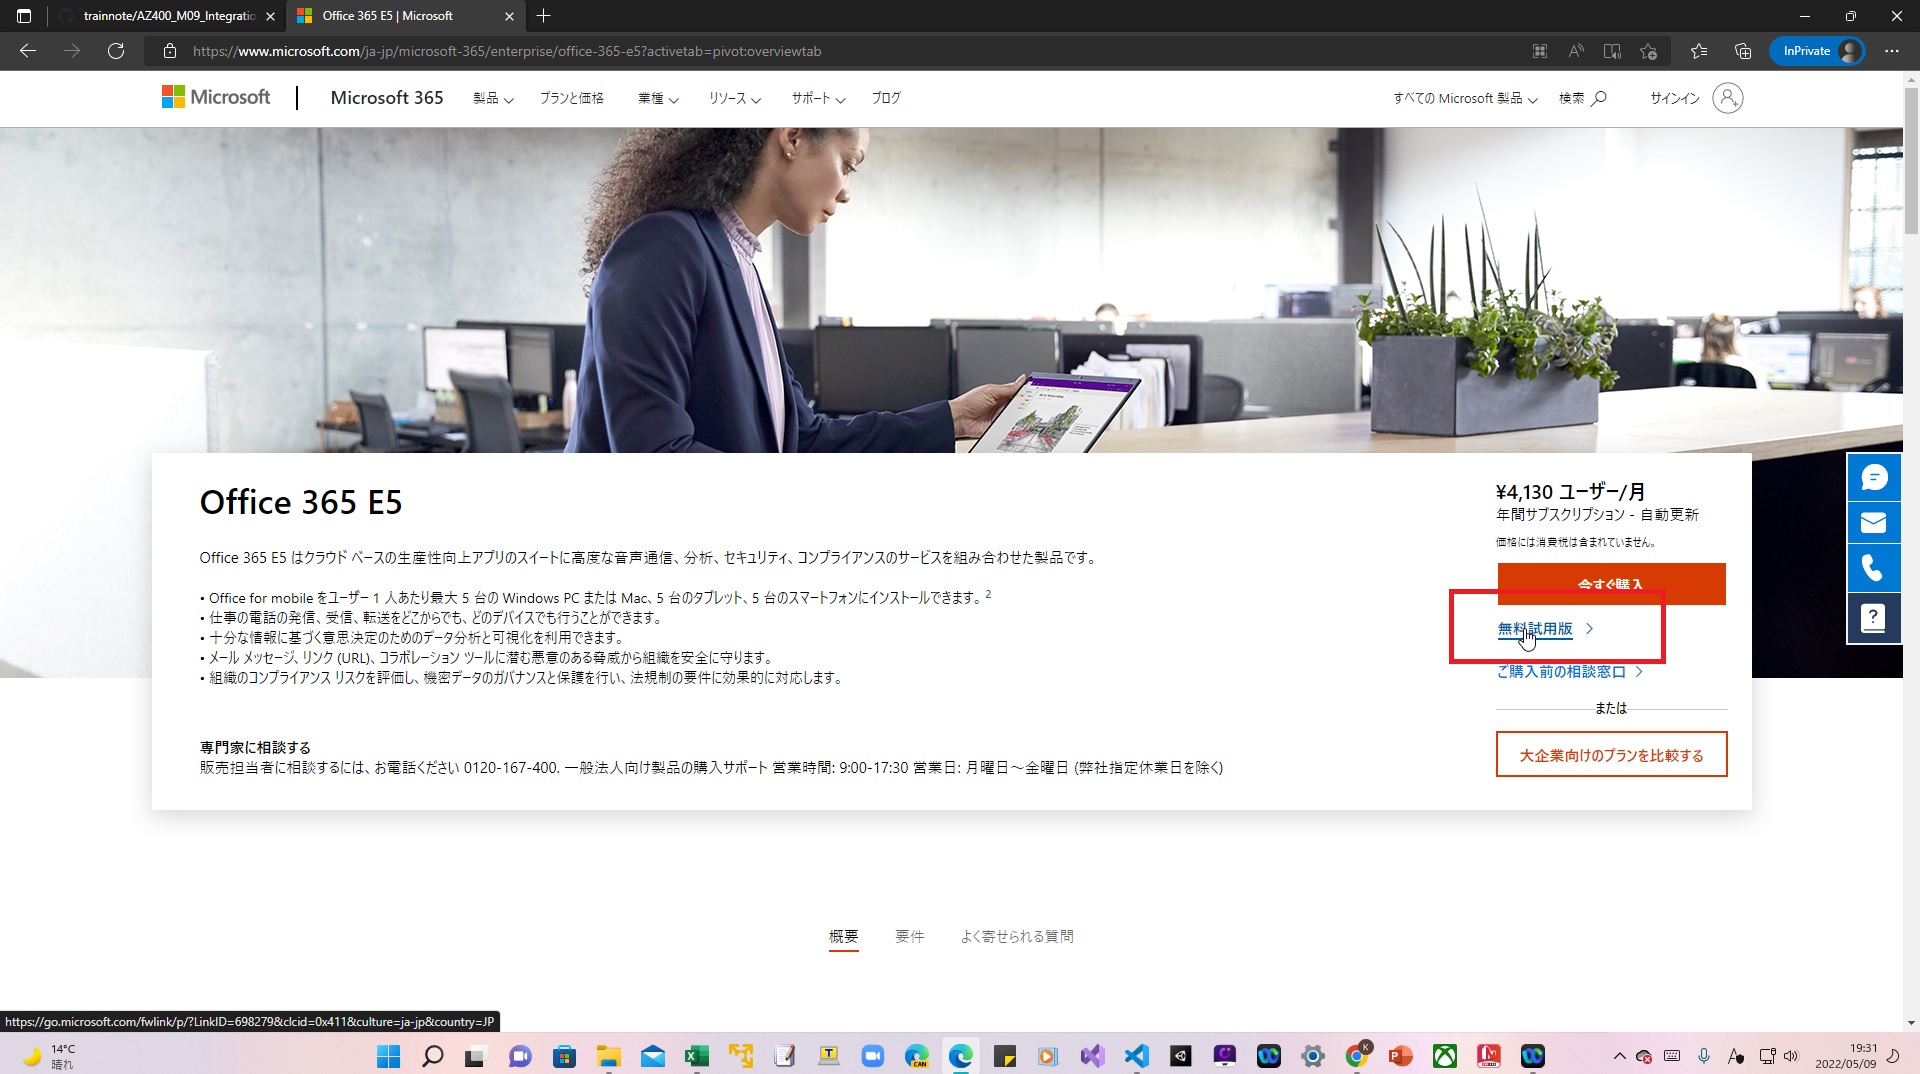 trainnote/AZ400_M09_Integratio
Office 365 E5 | Microsoft
https://www.microsoft.com/ja-jp/microsoft-365/enterprise/office-365-e5?activetab=pivot:overviewtab
InPrivate
Microsoft
Microsoft 365
製品
プランと価格
業種
リソース
サポート
ブログ
すべての Microsoft 製品
検索
サインイン
Office 365 E5
Office 365 E5 はクラウド ベースの生産性向上アプリのスイートに高度な音声通信、分析、セキュリティ、コンプライアンスのサービスを組み合わせた製品です。
• Office for mobile をユーザー 1 人あたり最大 5 台の Windows PC または Mac、5 台のタブレット、5 台のスマートフォンにインストールできます。 2
• 仕事の電話の発信、受信、転送をどこからでも、どのデバイスでも行うことができます。
• 十分な情報に基づく意思決定のためのデータ分析と可視化を利用できます。
• メール メッセージ、リンク (URL)、コラボレーション ツールに潜む悪意のある脅威から組織を安全に守ります。
• 組織のコンプライアンス リスクを評価し、機密データのガバナンスと保護を行い、法規制の要件に効果的に対応します。
専門家に相談する
販売担当者に相談するには、お電話ください 0120-167-400. 一般法人向け製品の購入サポート 営業時間: 9:00-17:30 営業日: 月曜日～金曜日 (弊社指定休業日を除く)
¥4,130 ユーザー/月
年間サブスクリプション - 自動更新
価格には消費税は含まれていません。
今すぐ購入
無料試用版
ご購入前の相談窓口
または
大企業向けのプランを比較する
概要
要件
よく寄せられる質問
https://go.microsoft.com/fwlink/p/?LinkID=698279&clcid=0x411&culture=ja-jp&country=JP
14°C
晴れ
CAN
K
19:31
2022/05/09